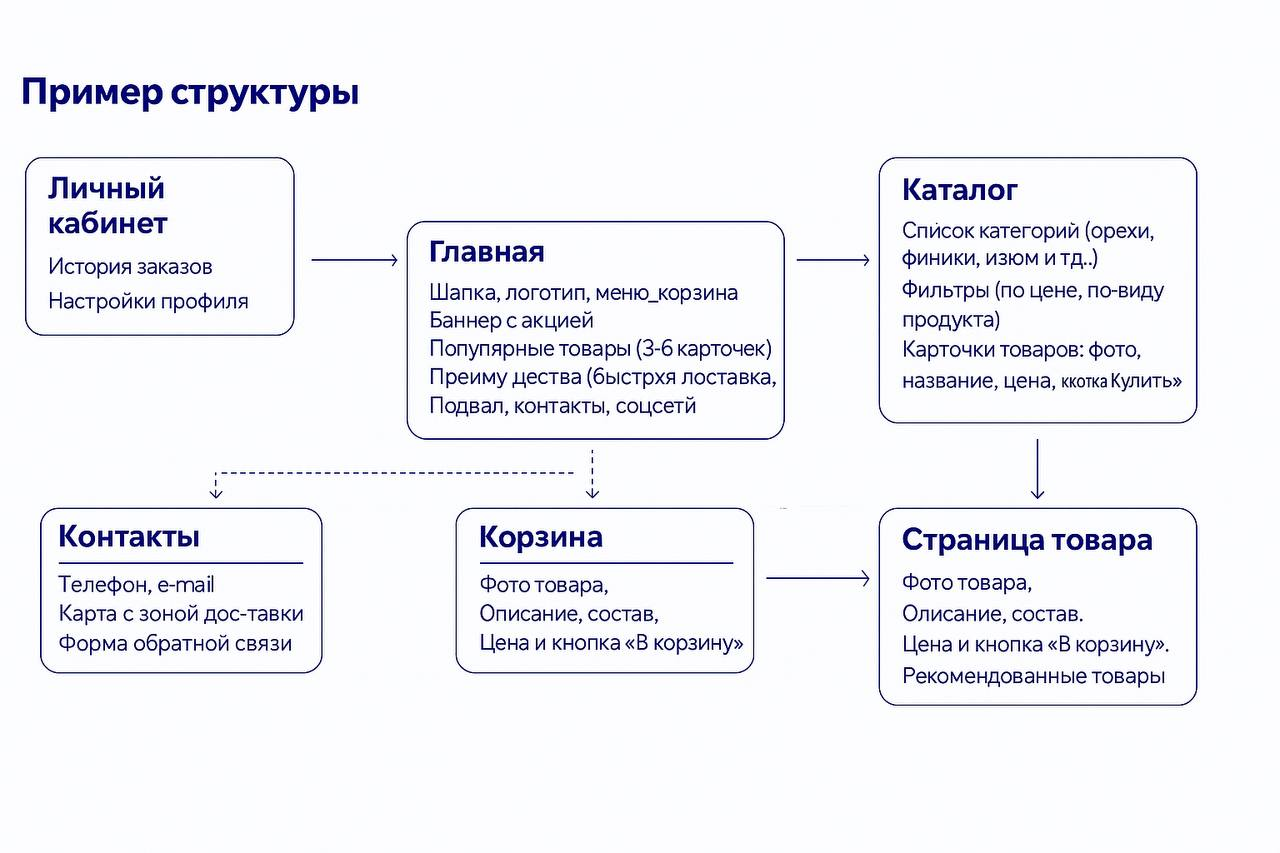 Пример структуры
Личный
кабинет
История заказов
Настройки профиля
Главная
Шапка, логотип, меню_корзина
Баннер с акцией
Попупярные товары (3-6 карточек)
Преиму дества (быстрхя лоставка,
Подвал, контакты, соцсетй
Каталог
Список категорий (орехи,
финики, изюм и тд..)
Фильтры (по цене, по-виду
продукта)
Карточки товаров: фото,
название, цена, ккотка Кулить»
Контакты
Телефон, e-mail
Карта с зоной дос-тавки
Форма обратной связи
Корзина
Фото товара,
Описание, состав,
Цена и кнопка «В корзину»
Страница товара
Фото товара,
Олисание, состав.
Цена и кнопка «В корзину».
Рекомендованные товары